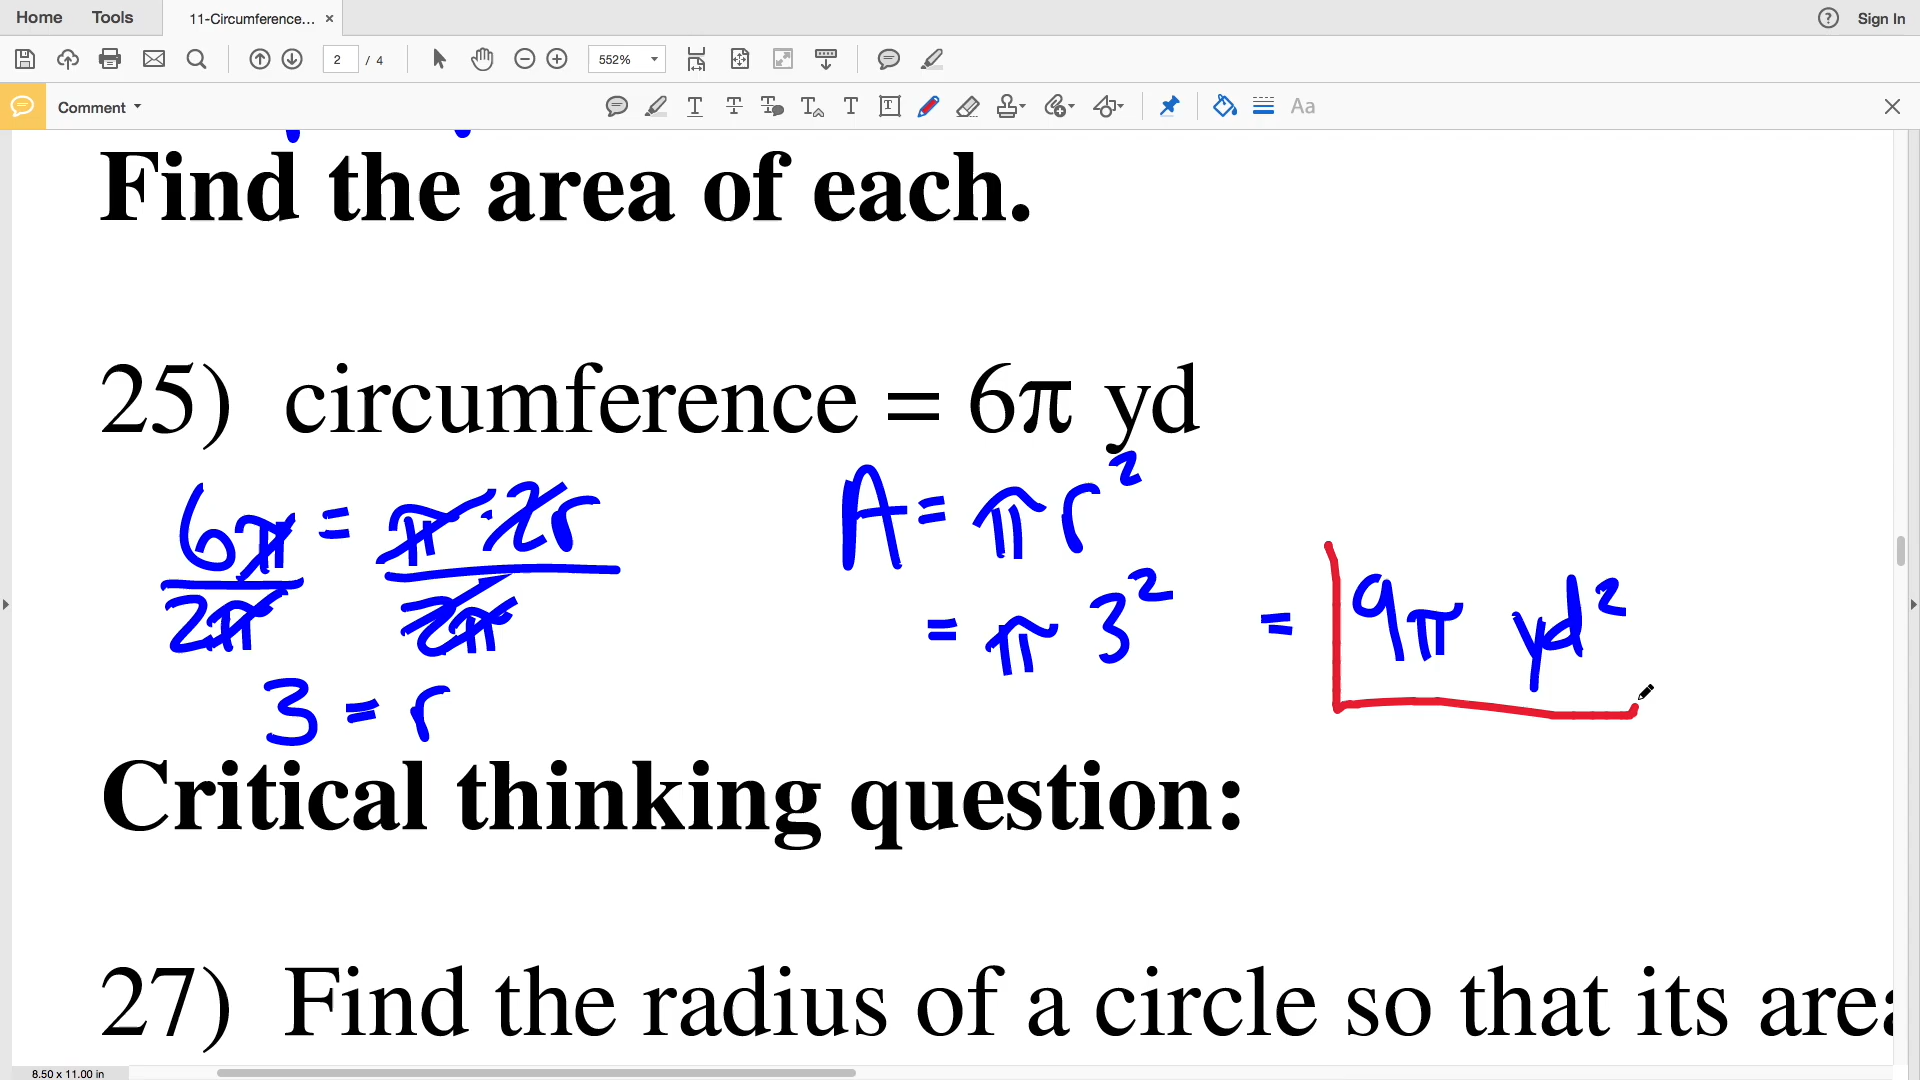 Home Tools 11-Circumference... × ? Sign In
2 / 4 552%
Comment Aa
Find the area of each.
25) circumference = 6π yd
6π = π · 2r
2π 2π
3 = r
A = πr²
= π 3² = 9π yd²
Critical thinking question:
27) Find the radius of a circle so that its area
8.50 x 11.00 in